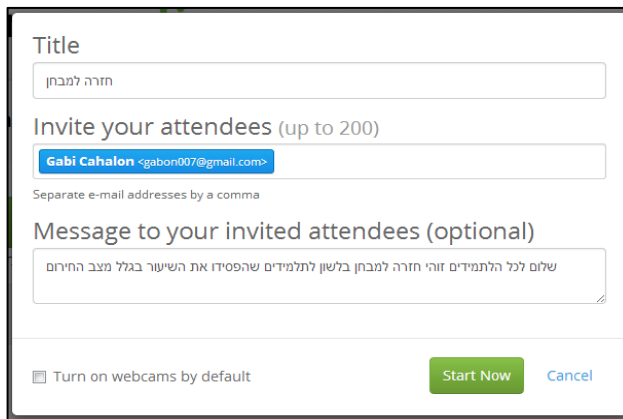 Title
חזרה למבחן
Invite your attendees (up to 200)
Gabi Cahalon <gabon007@gmail.com>
Separate e-mail addresses by a comma
Message to your invited attendees (optional)
שלום לכל הלתמידים זוהי חזרה למבחן בלשון לתלמידים שהפסידו את השיעור בגלל מצב החירום
Turn on webcams by default
Start Now
Cancel